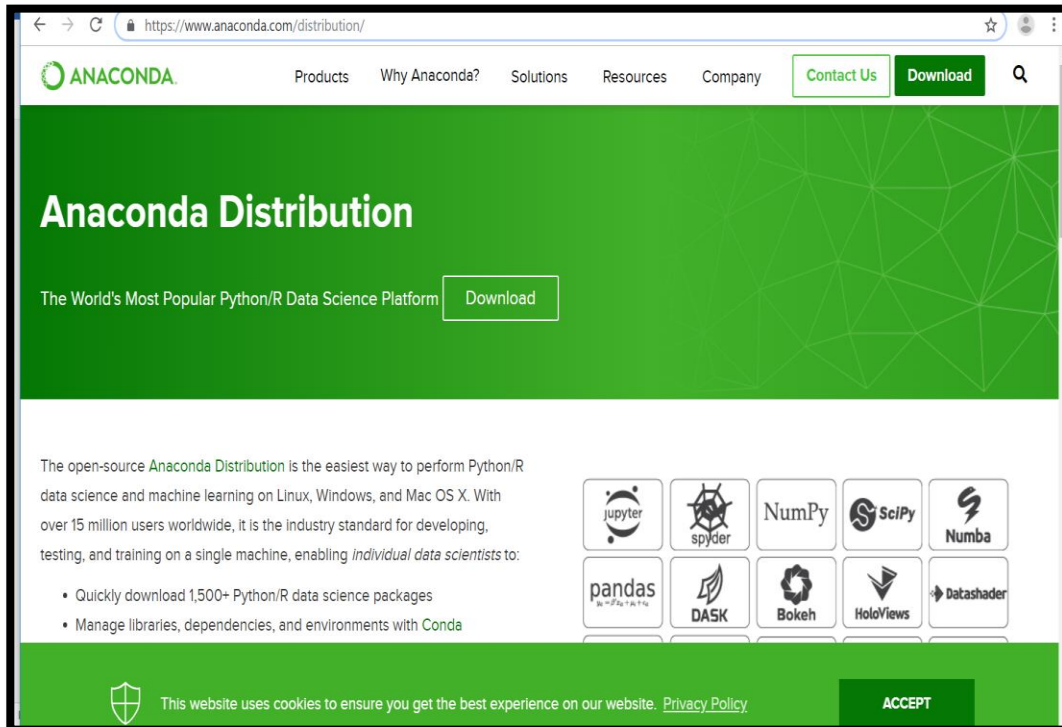 https://www.anaconda.com/distribution/
ANACONDA.
Products Why Anaconda? Solutions Resources Company Contact Us Download
Anaconda Distribution
The World's Most Popular Python/R Data Science Platform Download
The open-source Anaconda Distribution is the easiest way to perform Python/R
data science and machine learning on Linux, Windows, and Mac OS X. With
over 15 million users worldwide, it is the industry standard for developing,
testing, and training on a single machine, enabling individual data scientists to:
• Quickly download 1,500+ Python/R data science packages
• Manage libraries, dependencies, and environments with Conda
jupyter spyder NumPy SciPy Numba
pandas DASK Bokeh HoloViews Datashader
This website uses cookies to ensure you get the best experience on our website. Privacy Policy ACCEPT